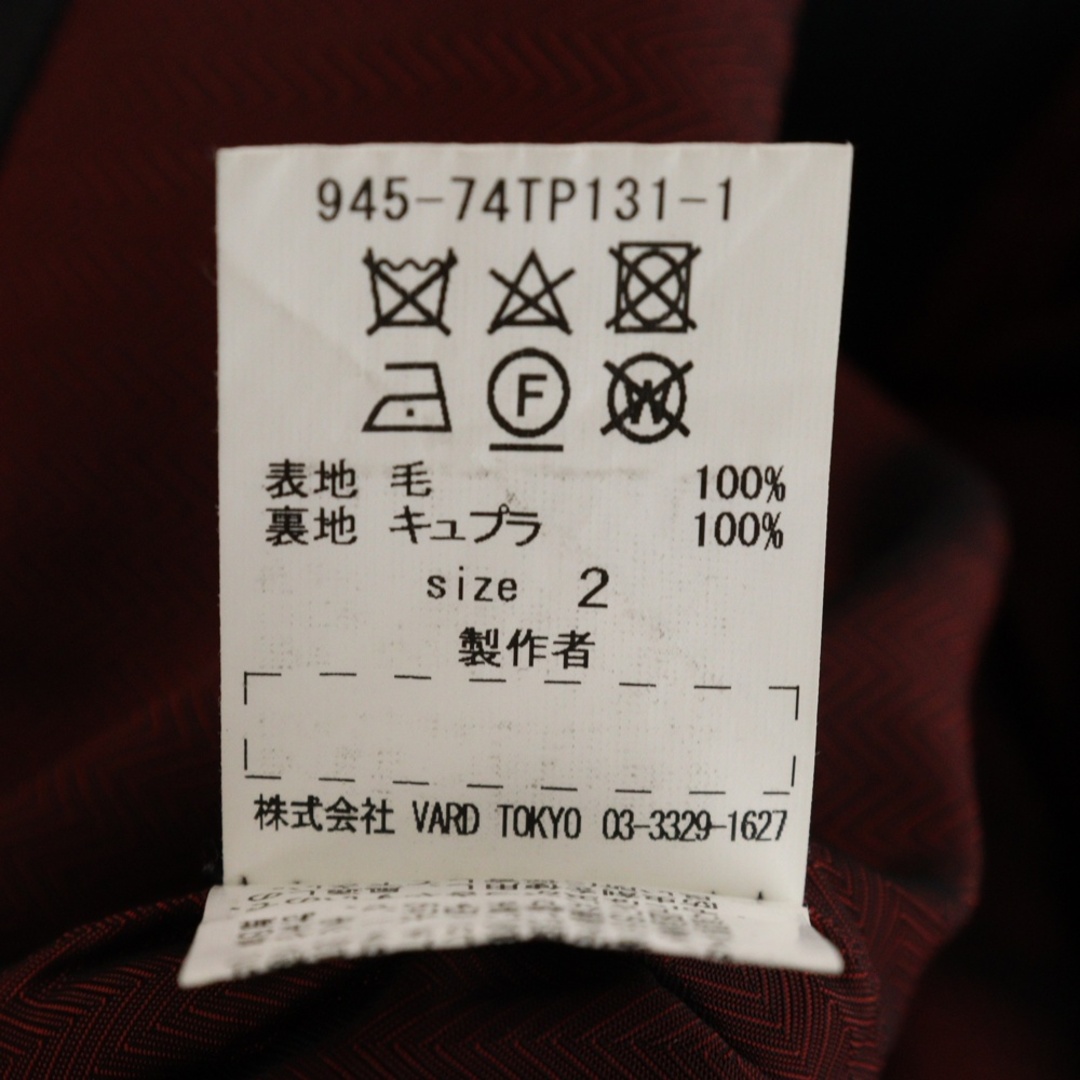 945-74TP131-1
F W
表地 毛 100%
裏地 キュプラ 100%
size 2
製作者
株式会社 VARD TOKYO 03-3329-1627